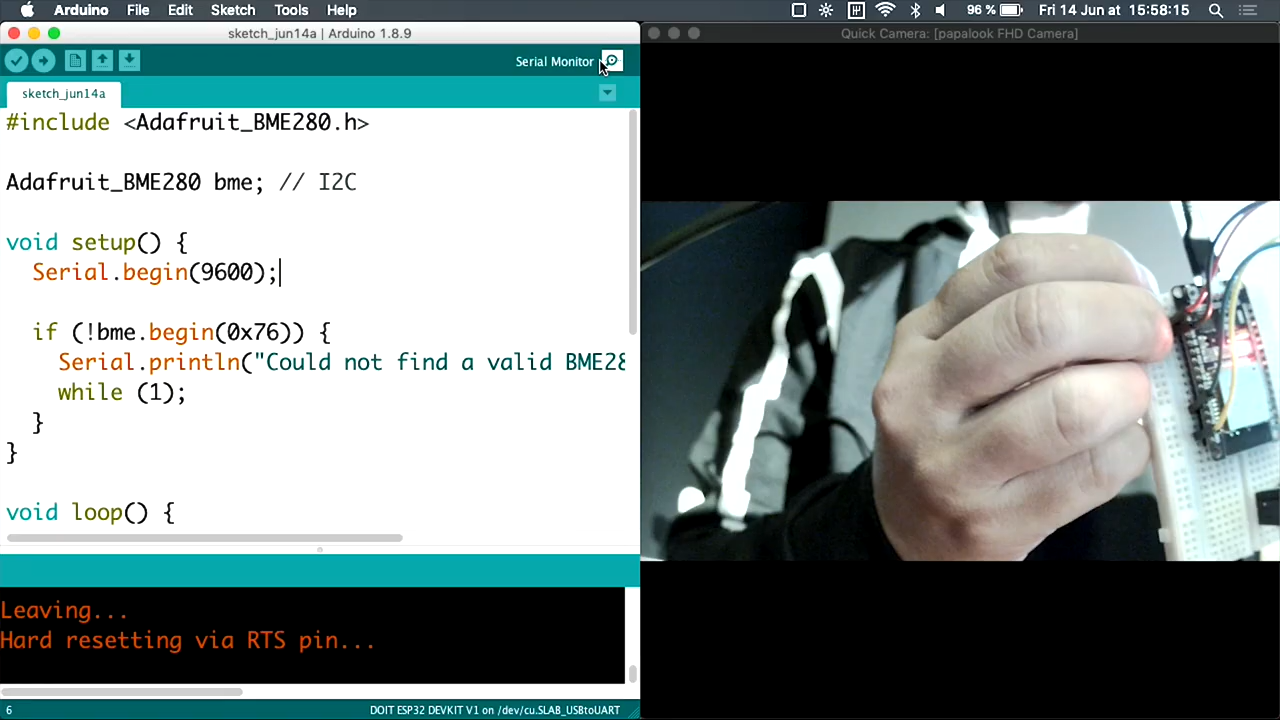 Arduino File Edit Sketch Tools Help 96 % Fri 14 Jun at 15:58:15
sketch_jun14a | Arduino 1.8.9
Quick Camera: [papalook FHD Camera]
Serial Monitor
sketch_jun14a
#include <Adafruit_BME280.h>
Adafruit_BME280 bme; // I2C
void setup() {
Serial.begin(9600);
if (!bme.begin(0x76)) {
Serial.println("Could not find a valid BME28
while (1);
}
}
void loop() {
Leaving...
Hard resetting via RTS pin...
6 DOIT ESP32 DEVKIT V1 on /dev/cu.SLAB_USBtoUART